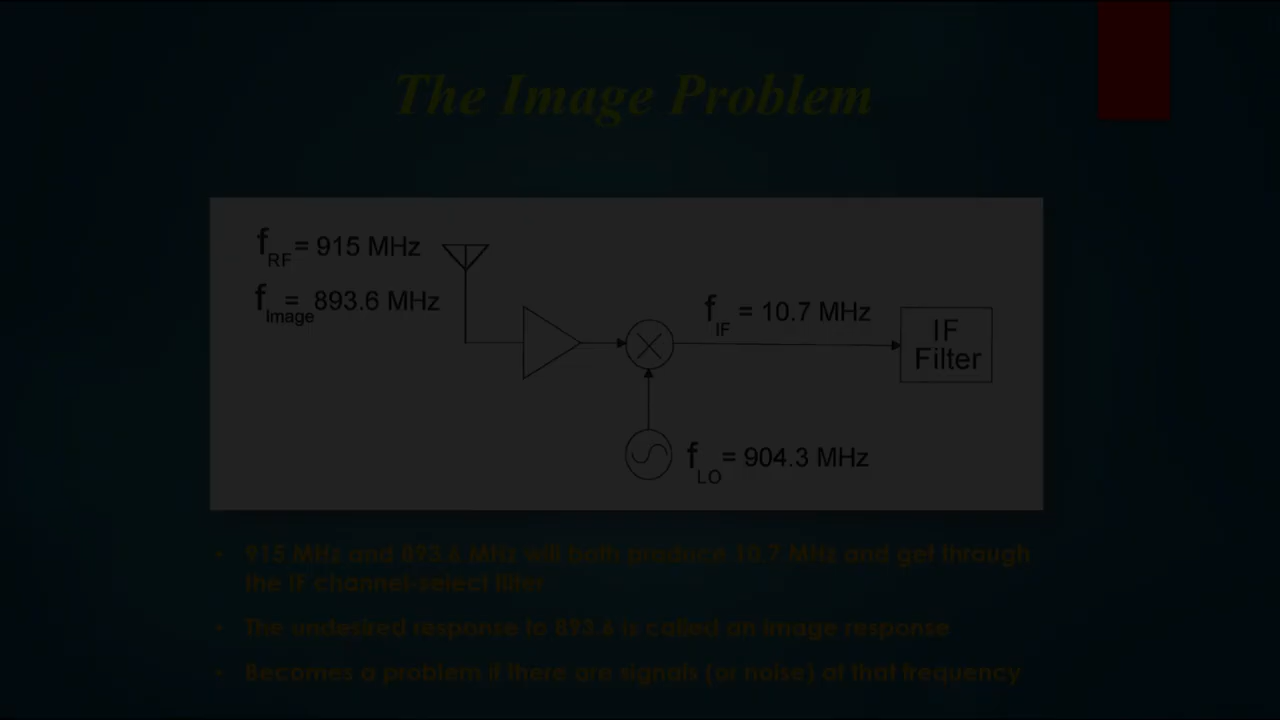 The Image Problem
fRF = 915 MHz
fImage = 893.6 MHz
fIF = 10.7 MHz
IF
Filter
fLO = 904.3 MHz
• 915 MHz and 893.6 MHz will both produce 10.7 MHz and get through
the IF channel-select filter
• The undesired response to 893.6 is called an image response
• Becomes a problem if there are signals (or noise) at that frequency